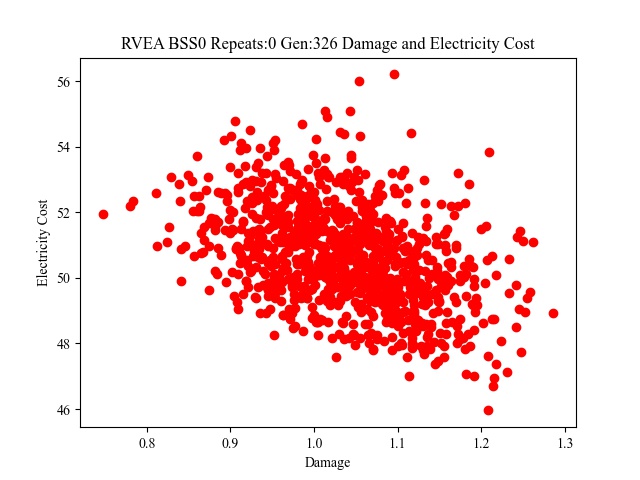 RVEA BSS0 Repeats:0 Gen:326 Damage and Electricity Cost
56
54
52
50
48
46
Electricity Cost
0.8 0.9 1.0 1.1 1.2 1.3
Damage